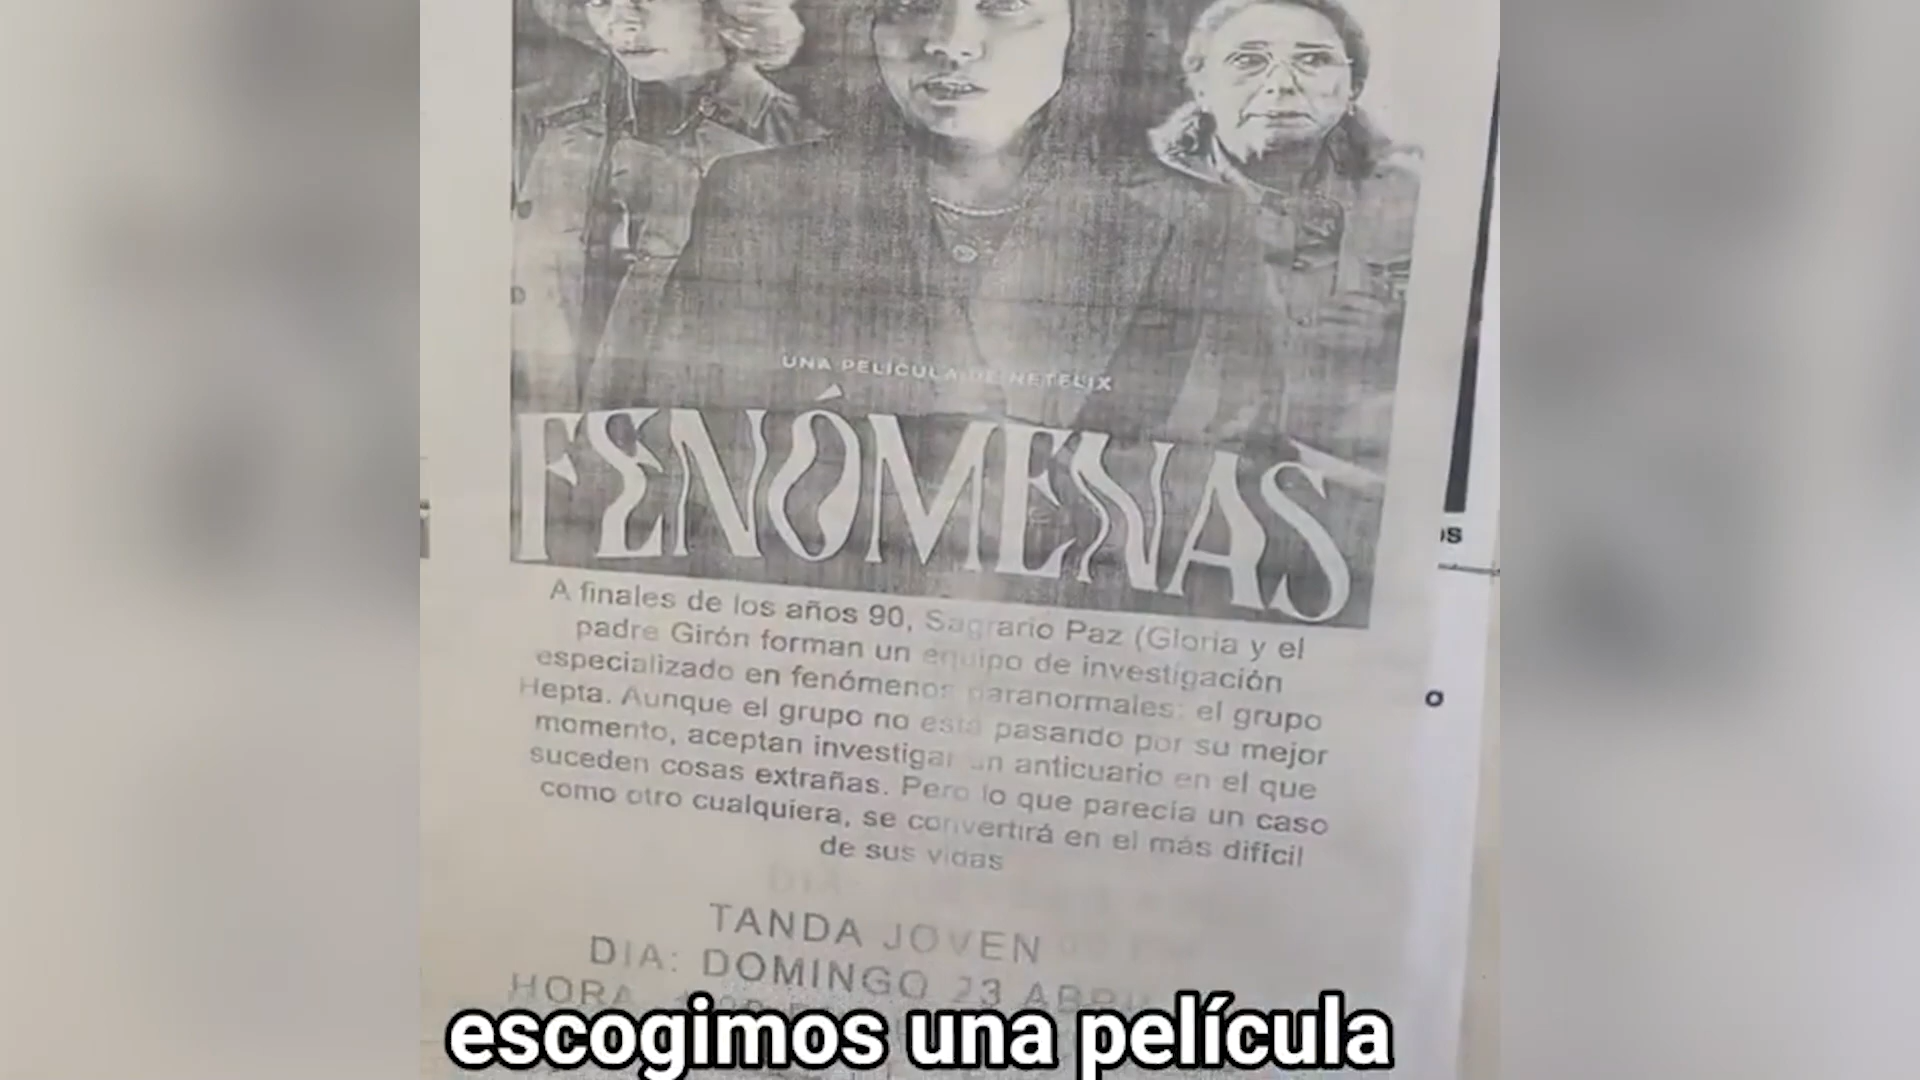 UNA PELÍCULA DE NETFLIX
FENÓMENAS
A finales de los años 90, Sagrario Paz (Gloria y el
padre Girón forman un equipo de investigación
especializado en fenómenos paranormales: el grupo
Hepta. Aunque el grupo no está pasando por su mejor
momento, aceptan investigar un anticuario en el que
suceden cosas extrañas. Pero lo que parecía un caso
como otro cualquiera, se convertirá en el más difícil
de sus vidas
TANDA JOVEN
DIA: DOMINGO 23 ABRIL
HORA
os
o
escogimos una película